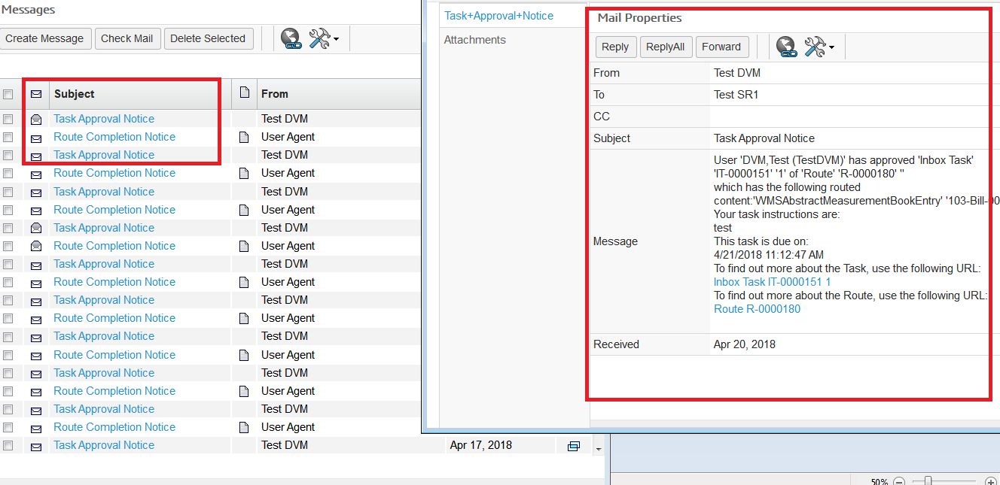 Messages
Create Message Check Mail Delete Selected
Subject From
Task Approval Notice Test DVM
Route Completion Notice User Agent
Task Approval Notice Test DVM
Route Completion Notice User Agent
Task Approval Notice Test DVM
Route Completion Notice User Agent
Task Approval Notice Test DVM
Route Completion Notice User Agent
Task Approval Notice Test DVM
Route Completion Notice User Agent
Task Approval Notice Test DVM
Route Completion Notice User Agent
Task Approval Notice Test DVM
Route Completion Notice User Agent
Task Approval Notice Test DVM
Route Completion Notice User Agent
Task Approval Notice Test DVM
Route Completion Notice User Agent
Task Approval Notice Test DVM Apr 17, 2018
Task+Approval+Notice
Attachments
Mail Properties
Reply ReplyAll Forward
From Test DVM
To Test SR1
CC
Subject Task Approval Notice
Message
User 'DVM,Test (TestDVM)' has approved 'Inbox Task'
'IT-0000151' '1' of 'Route' 'R-0000180' ''
which has the following routed
content:'WMSAbstractMeasurementBookEntry' '103-Bill-00
Your task instructions are:
test
This task is due on:
4/21/2018 11:12:47 AM
To find out more about the Task, use the following URL:
Inbox Task IT-0000151 1
To find out more about the Route, use the following URL:
Route R-0000180
Received Apr 20, 2018
50%